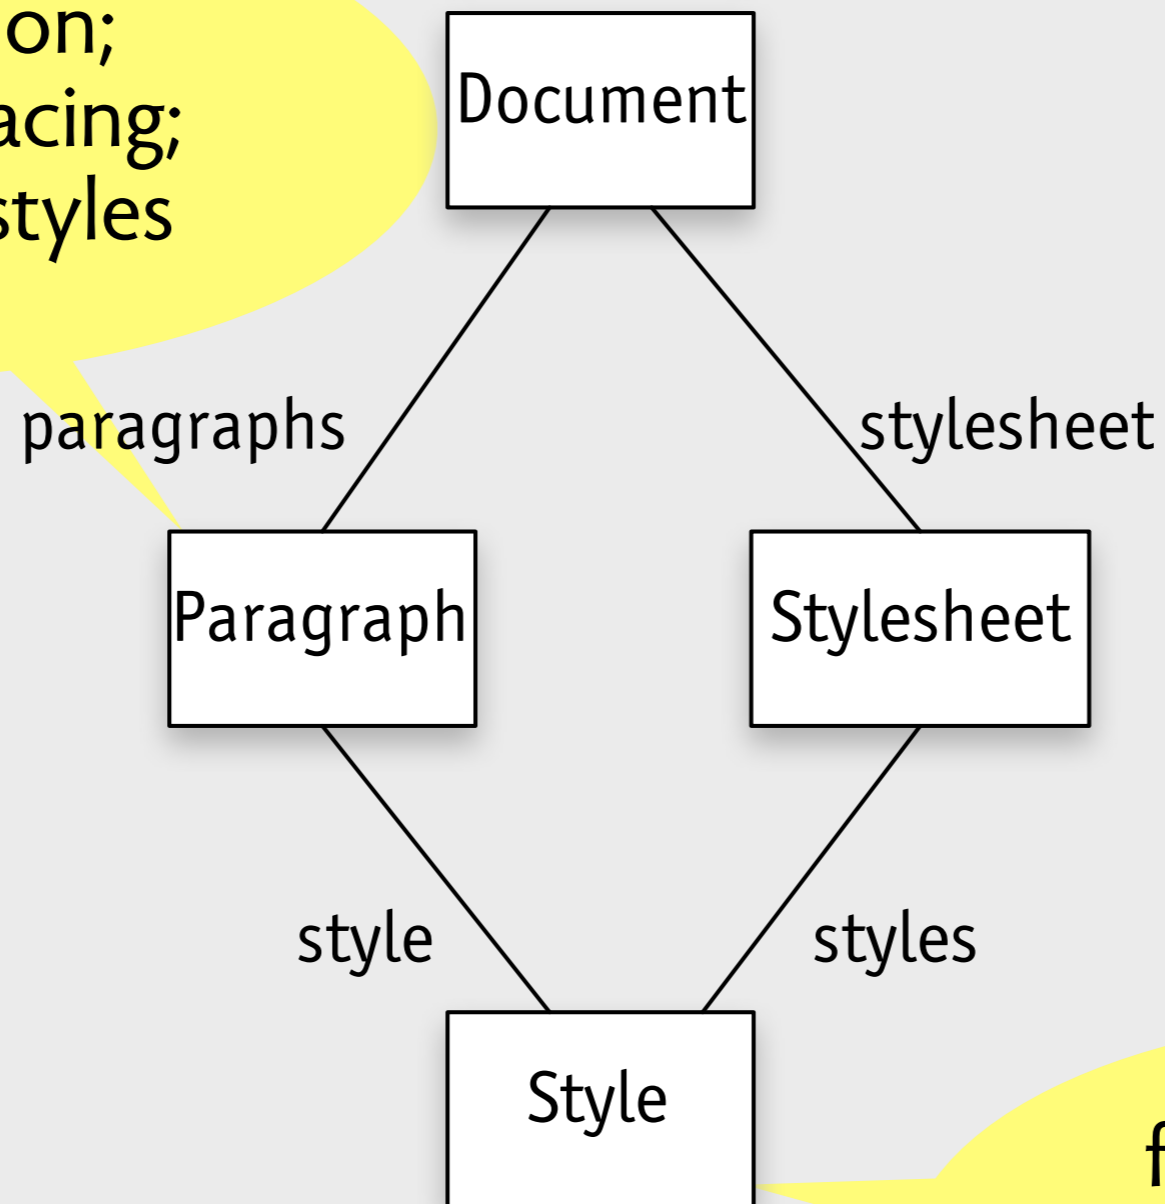 on;
acing;
styles
Document
paragraphs
stylesheet
Paragraph
Stylesheet
style
styles
Style
f